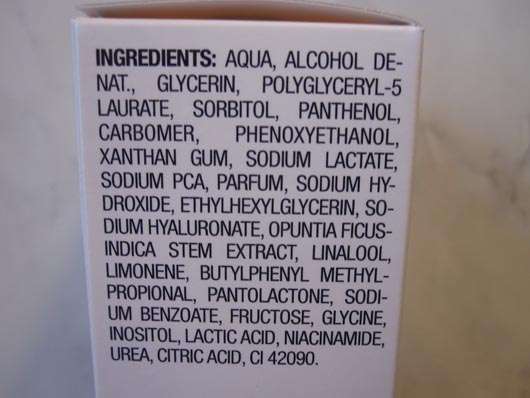 INGREDIENTS: AQUA, ALCOHOL DE-
NAT., GLYCERIN, POLYGLYCERYL-5
LAURATE, SORBITOL, PANTHENOL,
CARBOMER, PHENOXYETHANOL,
XANTHAN GUM, SODIUM LACTATE,
SODIUM PCA, PARFUM, SODIUM HY-
DROXIDE, ETHYLHEXYLGLYCERIN, SO-
DIUM HYALURONATE, OPUNTIA FICUS-
INDICA STEM EXTRACT, LINALOOL,
LIMONENE, BUTYLPHENYL METHYL-
PROPIONAL, PANTOLACTONE, SODI-
UM BENZOATE, FRUCTOSE, GLYCINE,
INOSITOL, LACTIC ACID, NIACINAMIDE,
UREA, CITRIC ACID, CI 42090.